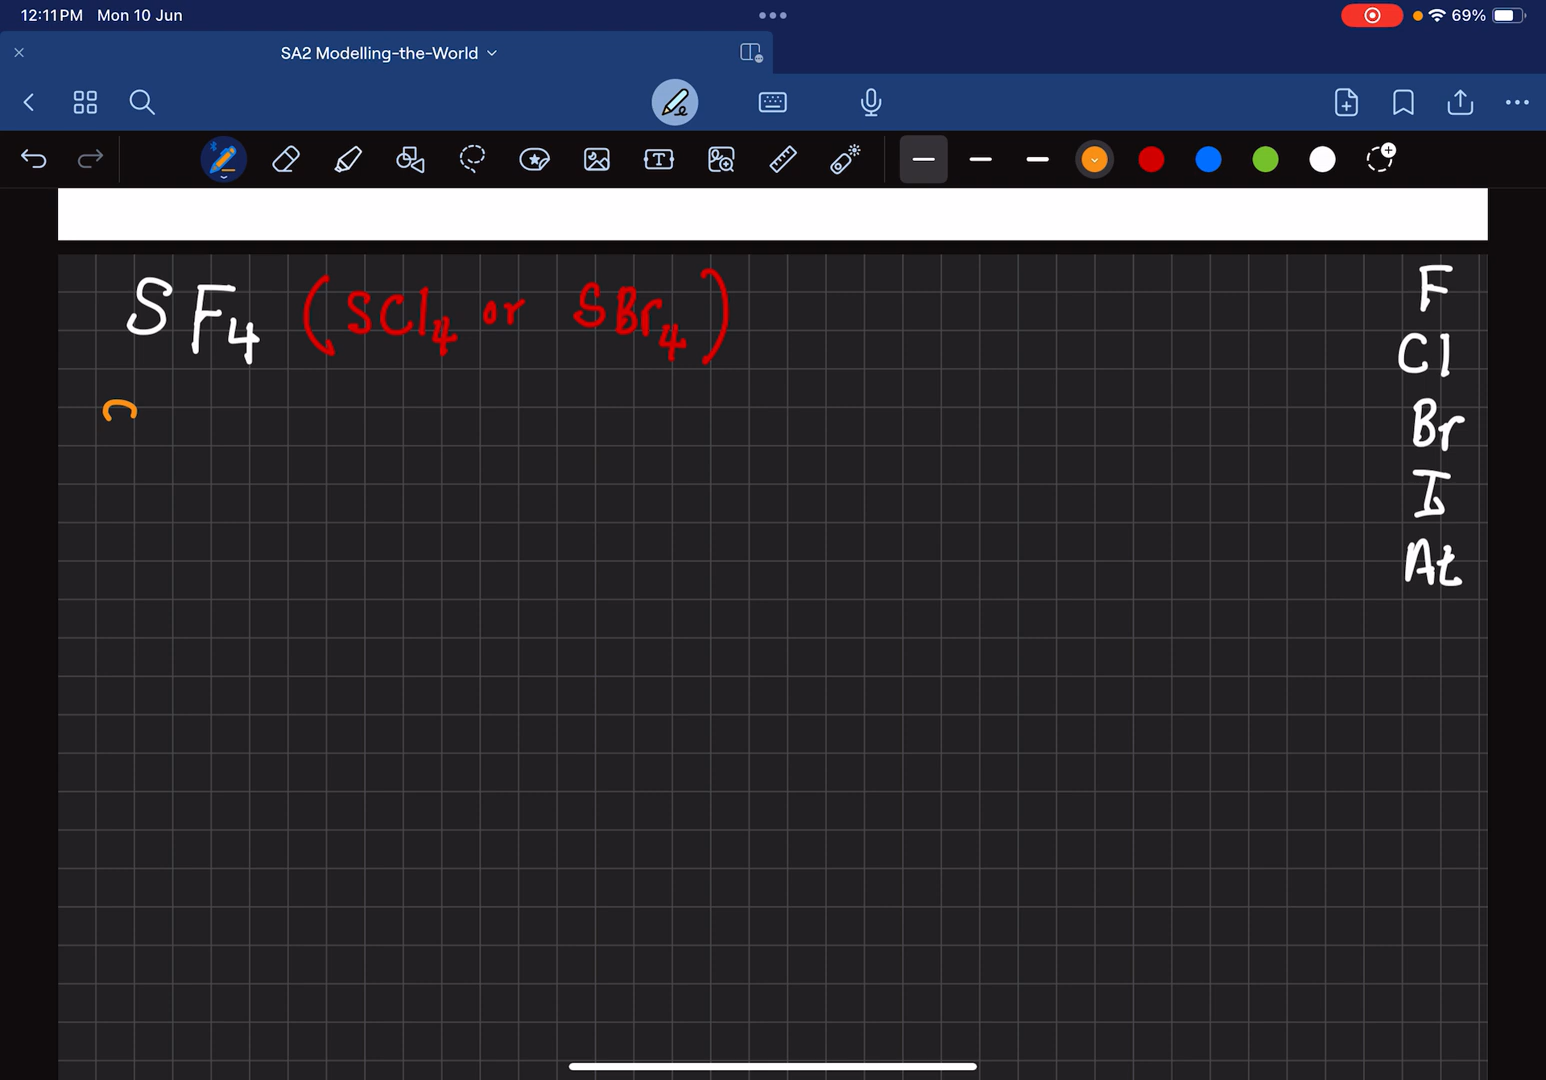 12:11 PM Mon 10 Jun
69%
SA2 Modelling-the-World
SF₄ (SCl₄ or SBr₄)
F
Cl
Br
I
At